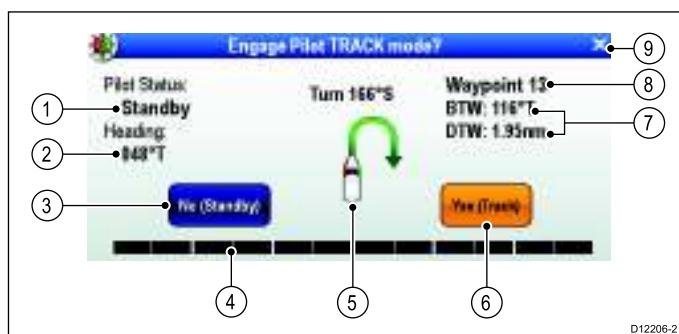 Engage Pilot TRACK mode?
9
Pilot Status:
Standby
Heading:
048°T
Turn 166°S
Waypoint 13
BTW: 116°T
DTW: 1.95nm
8
7
1
2
3
No (Standby)
Yes (Track)
4
5
6
D12206-2